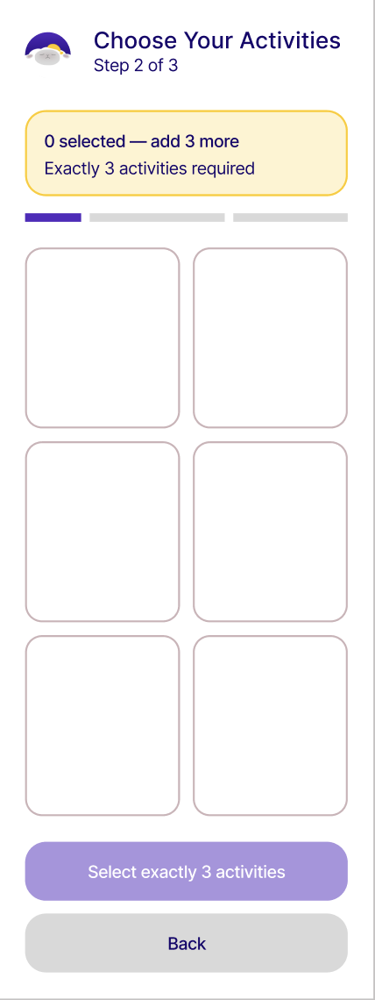 Choose Your Activities
Step 2 of 3
0 selected — add 3 more
Exactly 3 activities required
Select exactly 3 activities
Back